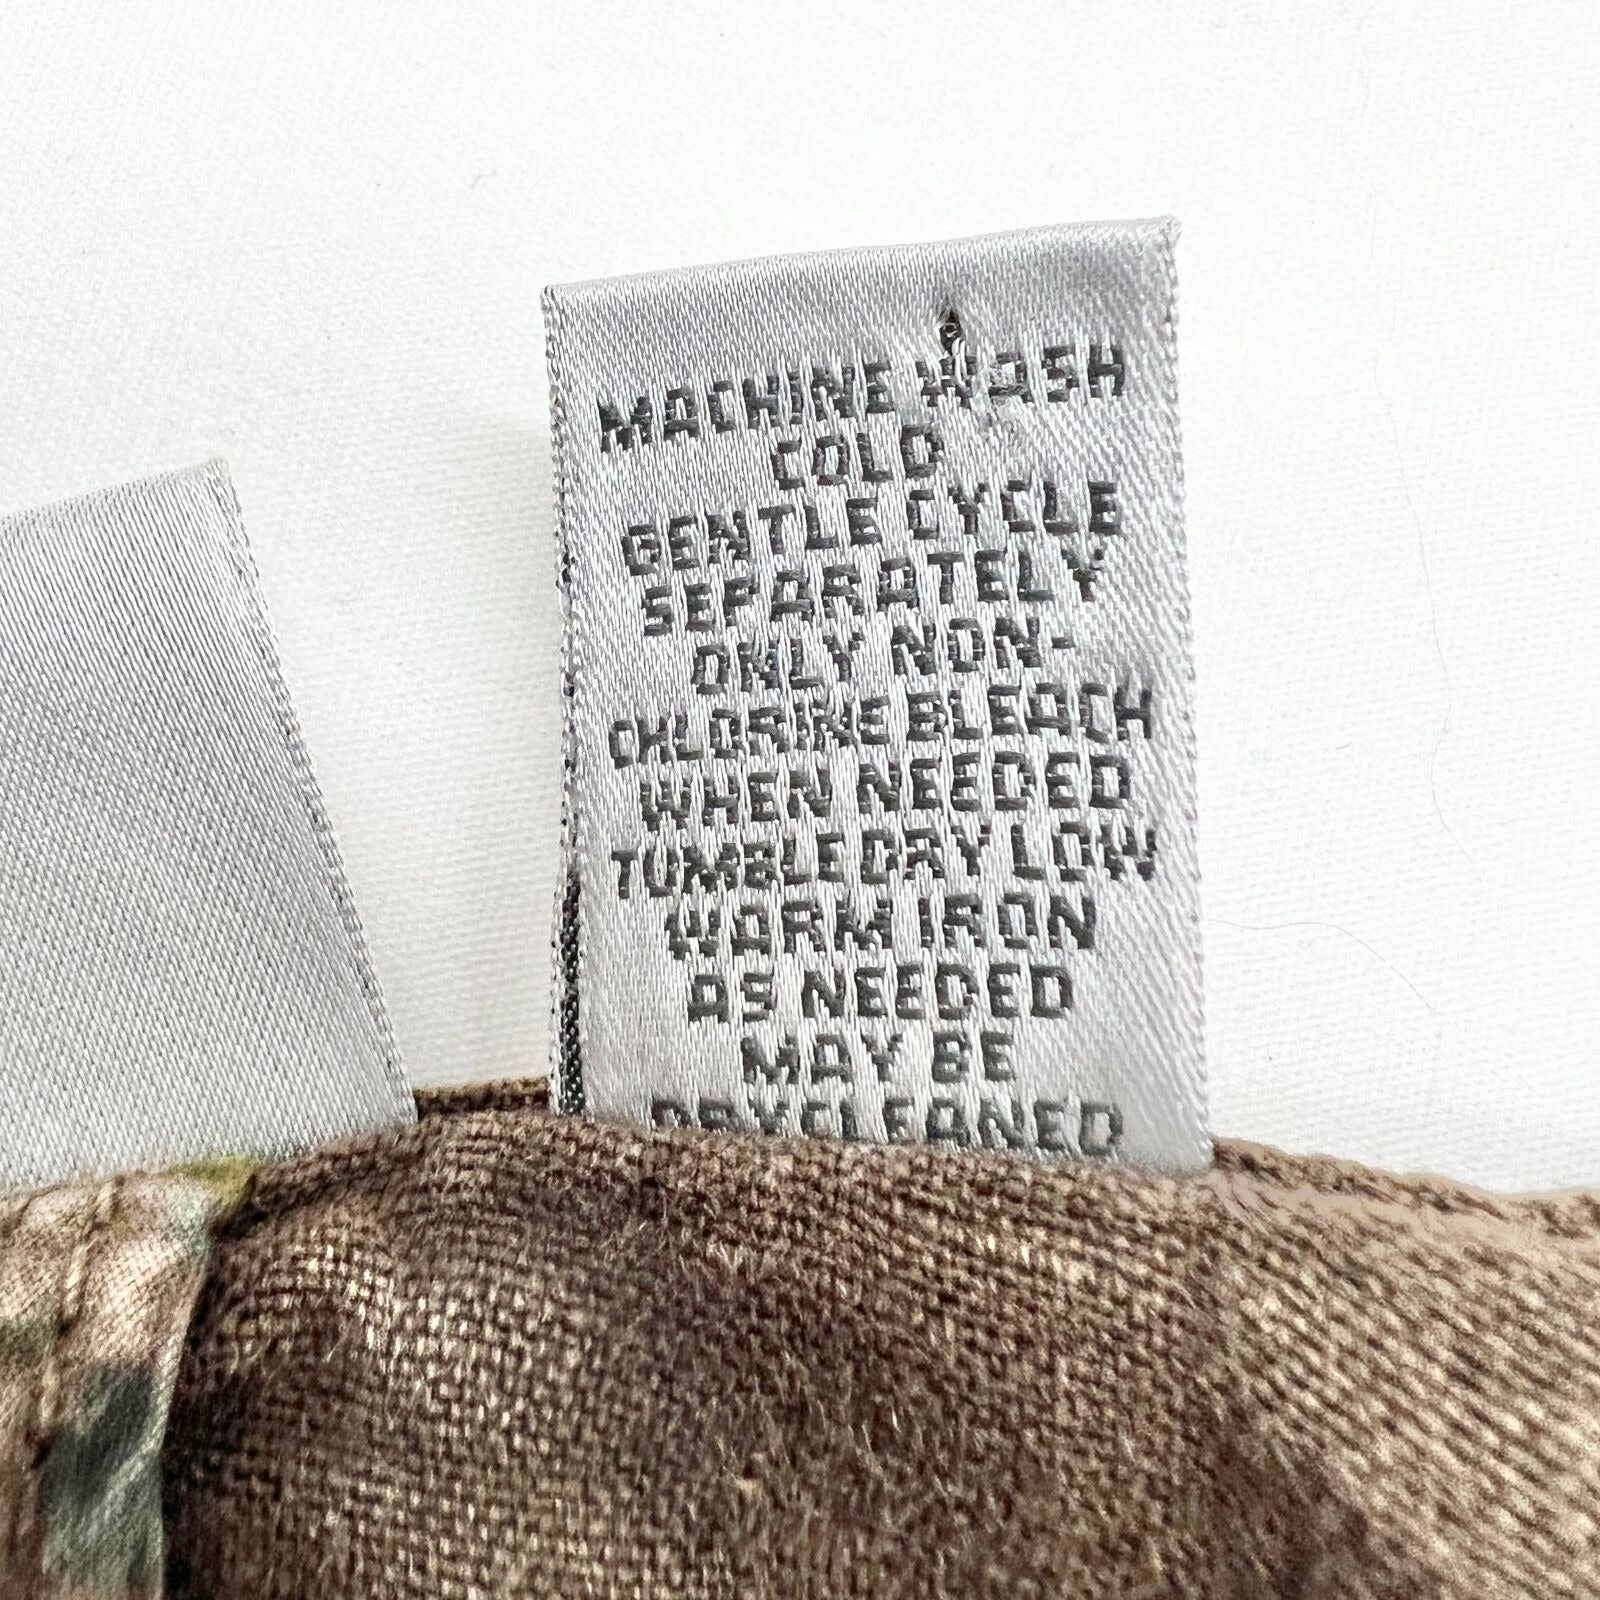 MACHINE WASH
COLD
GENTLE CYCLE
SEPARATELY
ONLY NON-
CHLORINE BLEACH
WHEN NEEDED
TUMBLE DRY LOW
WARM IRON
AS NEEDED
MAY BE
DRYCLEANED